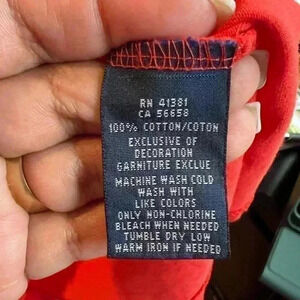 RN 41381
CA 56658
100% COTTON/COTON
EXCLUSIVE OF
DECORATION
GARNITURE EXCLUE
MACHINE WASH COLD
WASH WITH
LIKE COLORS
ONLY NON-CHLORINE
BLEACH WHEN NEEDED
TUMBLE DRY LOW
WARM IRON IF NEEDED